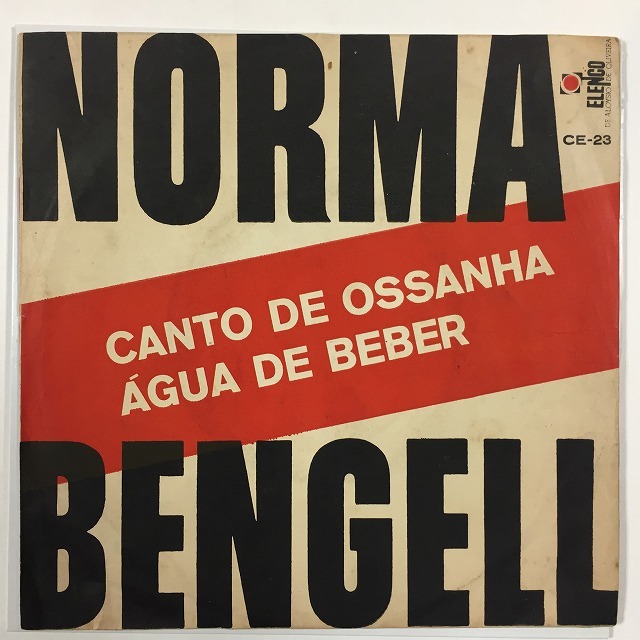 NORMA
ELENCO
DE ALOYSIO DE OLIVEIRA
CE-23
CANTO DE OSSANHA
ÁGUA DE BEBER
BENGELL